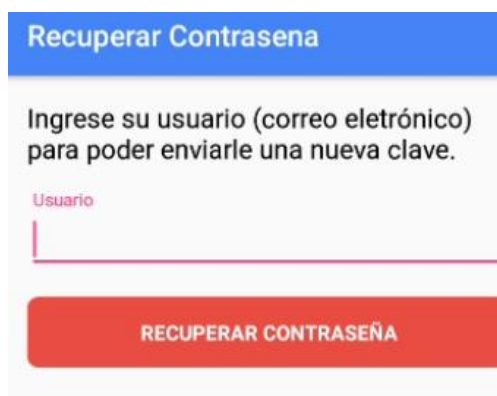 Recuperar Contrasena
Ingrese su usuario (correo eletrónico)
para poder enviarle una nueva clave.
Usuario
RECUPERAR CONTRASEÑA